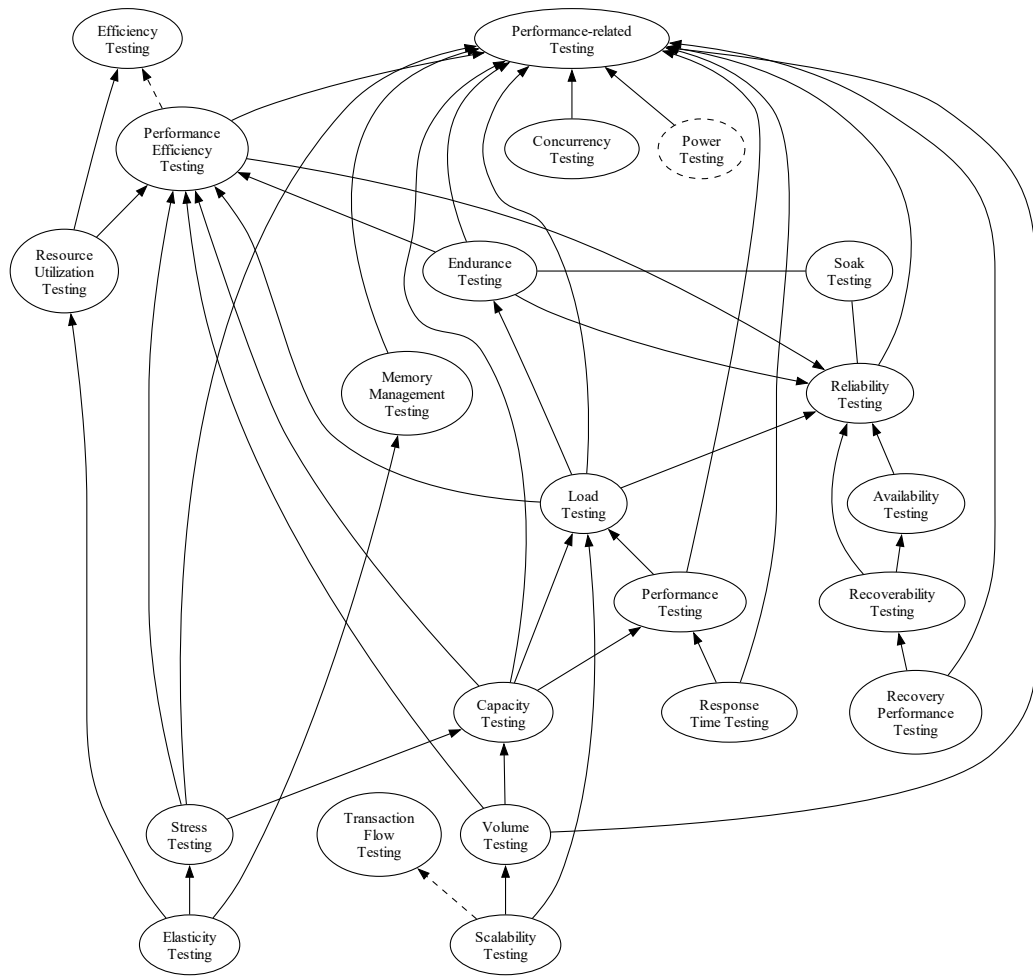 Efficiency
Testing
Performance-related
Testing
Performance
Efficiency
Testing
Concurrency
Testing
Power
Testing
Resource
Utilization
Testing
Endurance
Testing
Soak
Testing
Memory
Management
Testing
Reliability
Testing
Load
Testing
Availability
Testing
Performance
Testing
Recoverability
Testing
Capacity
Testing
Response
Time Testing
Recovery
Performance
Testing
Stress
Testing
Transaction
Flow
Testing
Volume
Testing
Elasticity
Testing
Scalability
Testing